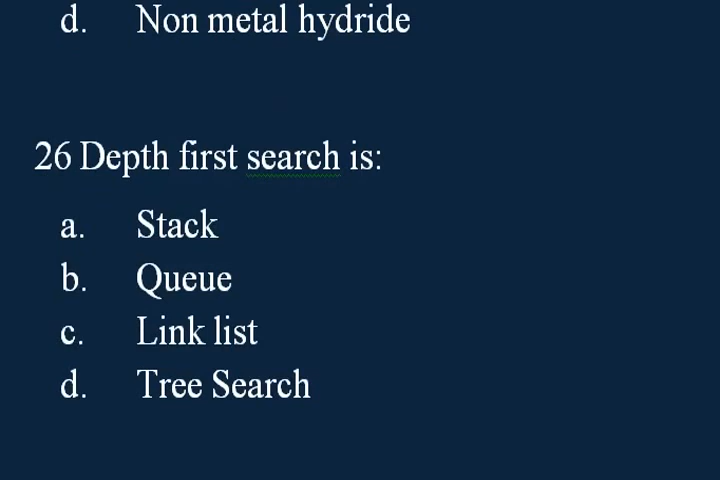 d. Non metal hydride
26 Depth first search is:
a. Stack
b. Queue
c. Link list
d. Tree Search